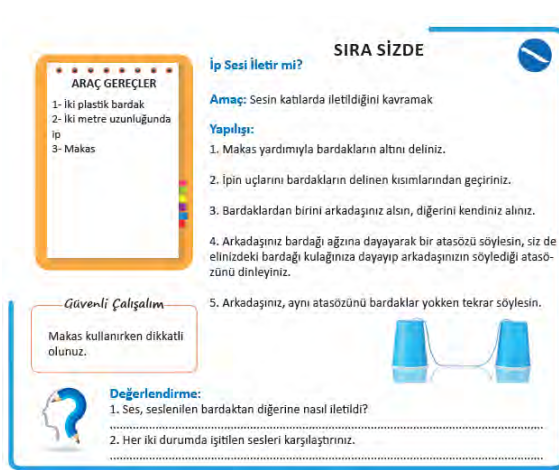 SIRA SİZDE
ARAÇ GEREÇLER
1- İki plastik bardak
2- İki metre uzunluğunda
ip
3- Makas
İp Sesi İletir mi?
Amaç: Sesin katılarda iletildiğini kavramak
Yapılışı:
1. Makas yardımıyla bardakların altını deliniz.
2. İpin uçlarını bardakların delinen kısımlarından geçiriniz.
3. Bardaklardan birini arkadaşınız alsın, diğerini kendiniz alınız.
4. Arkadaşınız bardağı ağzına dayayarak bir atasözü söylesin, siz de
elinizdeki bardağı kulağınıza dayayıp arkadaşınızın söylediği atasö-
zünü dinleyiniz.
5. Arkadaşınız, aynı atasözünü bardaklar yokken tekrar söylesin.
Güvenli Çalışalım
Makas kullanırken dikkatli
olunuz.
Değerlendirme:
1. Ses, seslenilen bardaktan diğerine nasıl iletildi?
2. Her iki durumda işitilen sesleri karşılaştırınız.